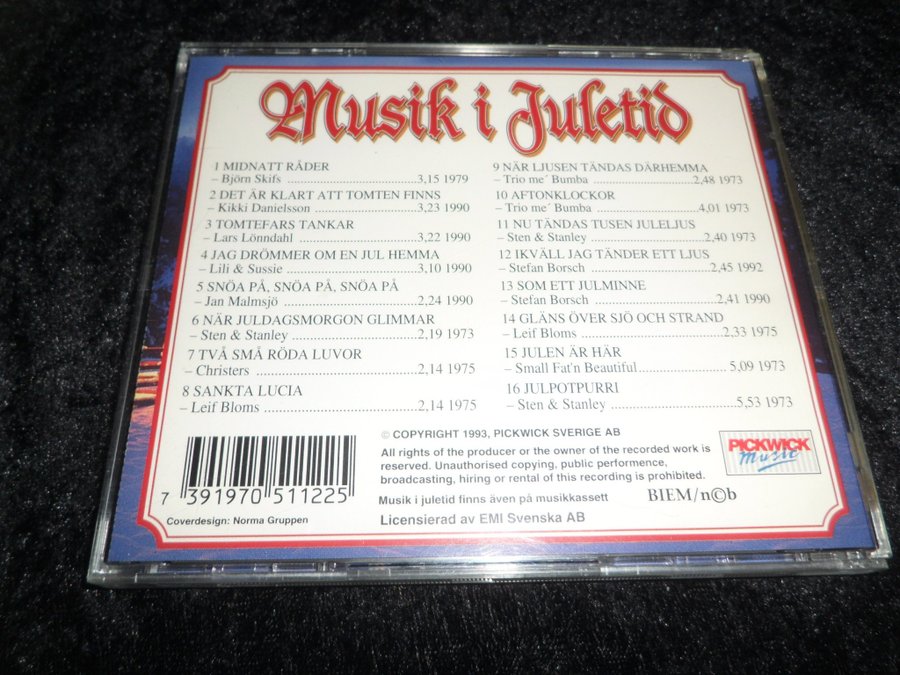 Musik i Juletid
1 MIDNATT RÅDER
– Björn Skifs ........ 3,15 1979
2 DET ÄR KLART ATT TOMTEN FINNS
– Kikki Danielsson ........ 3,23 1990
3 TOMTEFARS TANKAR
– Lars Lönndahl ........ 3,22 1990
4 JAG DRÖMMER OM EN JUL HEMMA
– Lili & Sussie ........ 3,10 1990
5 SNÖA PÅ, SNÖA PÅ, SNÖA PÅ
– Jan Malmsjö ........ 2,24 1990
6 NÄR JULDAGSMORGON GLIMMAR
– Sten & Stanley ........ 2,19 1973
7 TVÅ SMÅ RÖDA LUVOR
– Christers ........ 2,14 1975
8 SANKTA LUCIA
– Leif Bloms ........ 2,14 1975
9 NÄR LJUSEN TÄNDAS DÄRHEMMA
– Trio me´ Bumba ........ 2,48 1973
10 AFTONKLOCKOR
– Trio me´ Bumba ........ 4,01 1973
11 NU TÄNDAS TUSEN JULELJUS
– Sten & Stanley ........ 2,40 1973
12 IKVÄLL JAG TÄNDER ETT LJUS
– Stefan Borsch ........ 2,45 1992
13 SOM ETT JULMINNE
– Stefan Borsch ........ 2,41 1990
14 GLÄNS ÖVER SJÖ OCH STRAND
– Leif Bloms ........ 2,33 1975
15 JULEN ÄR HÄR
– Small Fat'n Beautiful ........ 5,09 1973
16 JULPOTPURRI
– Sten & Stanley ........ 5,53 1973
7 391970 511225
Coverdesign: Norma Gruppen
© COPYRIGHT 1993, PICKWICK SVERIGE AB
All rights of the producer or the owner of the recorded work is
reserved. Unauthorised copying, public performence,
broadcasting, hiring or rental of this recording is prohibited.
Musik i juletid finns även på musikkassett
BIEM/n©b
Licensierad av EMI Svenska AB
PICKWICK
Music